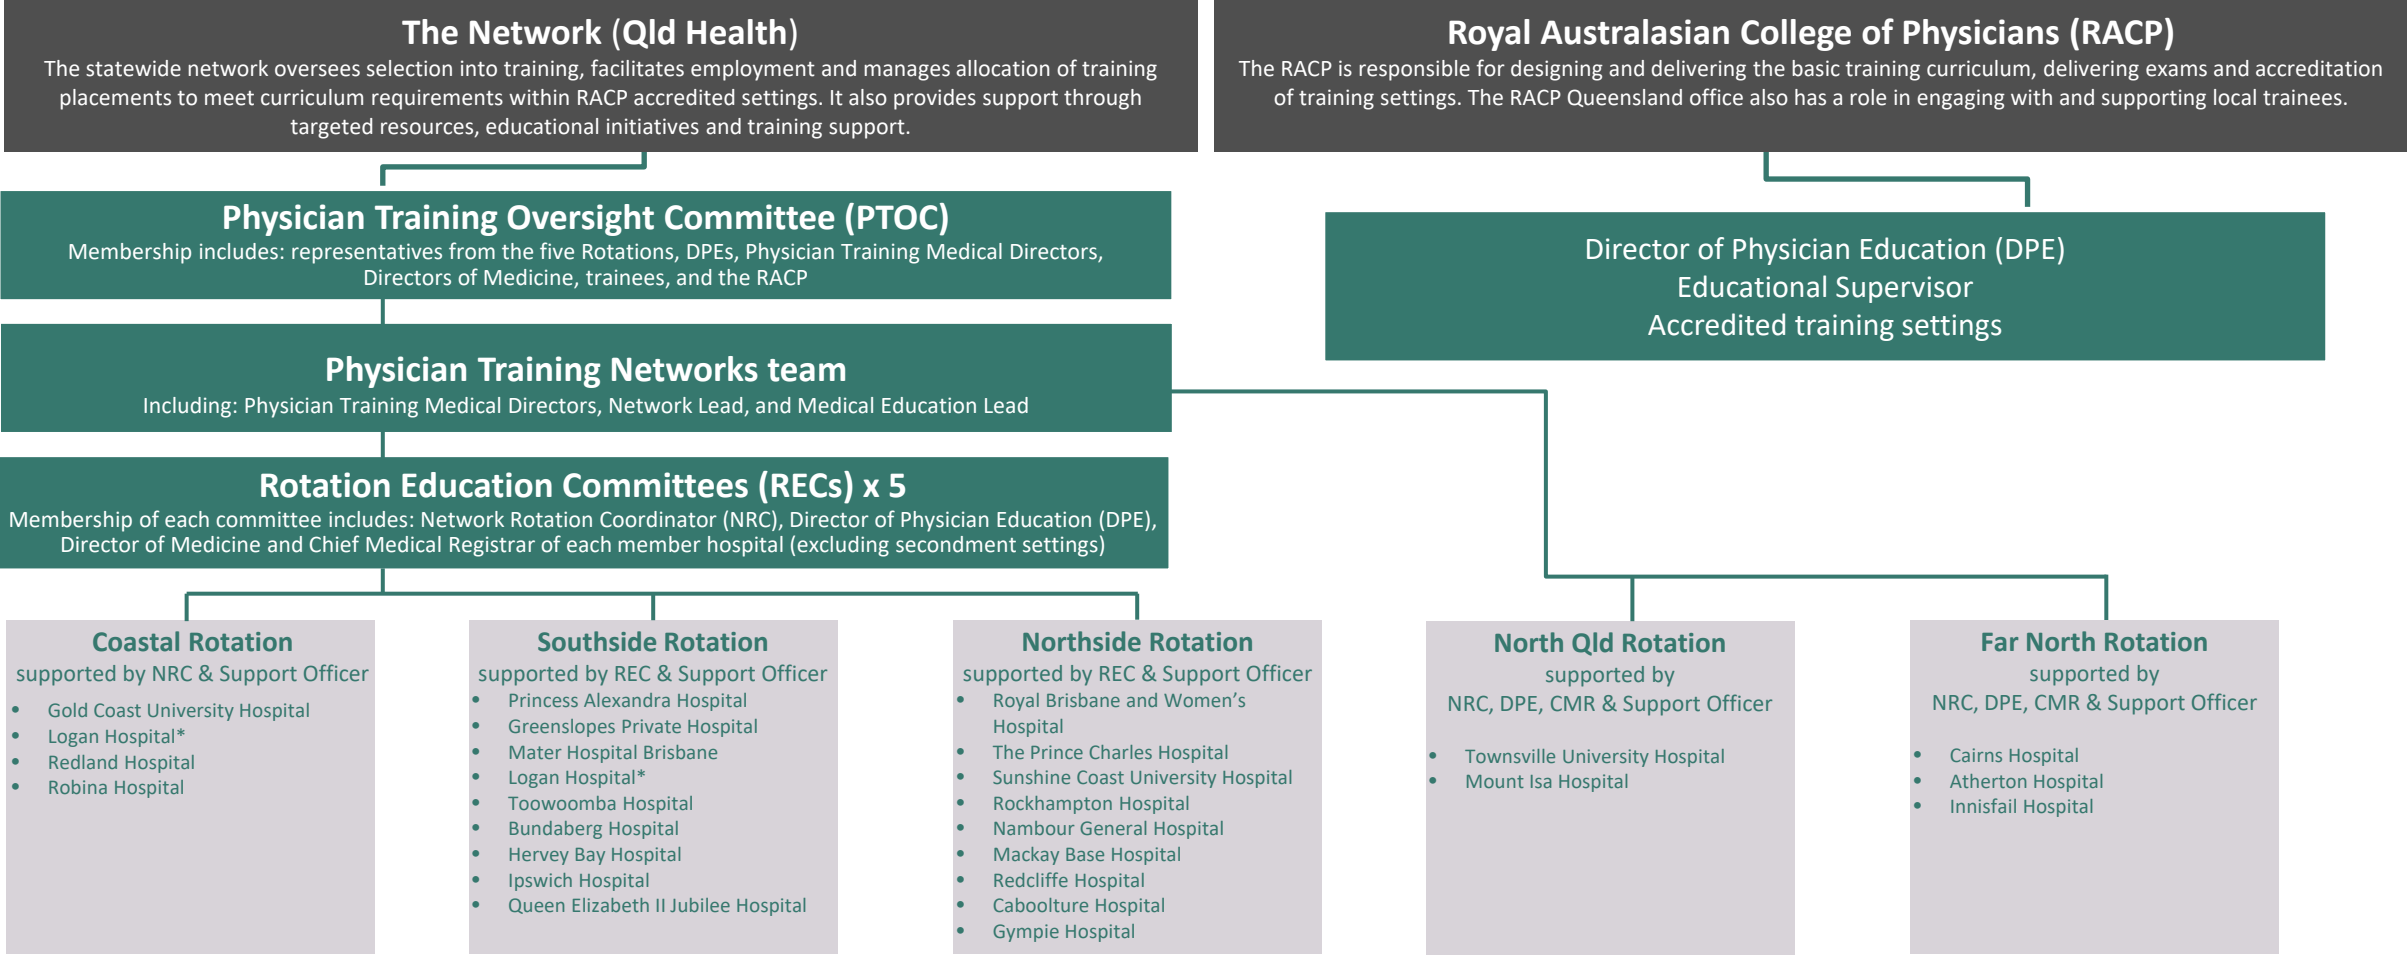 The Network (Qld Health)
The statewide network oversees selection into training, facilitates employment and manages allocation of training
placements to meet curriculum requirements within RACP accredited settings. It also provides support through
targeted resources, educational initiatives and training support.
Royal Australasian College of Physicians (RACP)
The RACP is responsible for designing and delivering the basic training curriculum, delivering exams and accreditation
of training settings. The RACP Queensland office also has a role in engaging with and supporting local trainees.
Physician Training Oversight Committee (PTOC)
Membership includes: representatives from the five Rotations, DPEs, Physician Training Medical Directors,
Directors of Medicine, trainees, and the RACP
Director of Physician Education (DPE)
Educational Supervisor
Accredited training settings
Physician Training Networks team
Including: Physician Training Medical Directors, Network Lead, and Medical Education Lead
Rotation Education Committees (RECs) x 5
Membership of each committee includes: Network Rotation Coordinator (NRC), Director of Physician Education (DPE),
Director of Medicine and Chief Medical Registrar of each member hospital (excluding secondment settings)
Coastal Rotation
supported by NRC & Support Officer
• Gold Coast University Hospital
• Logan Hospital*
• Redland Hospital
• Robina Hospital
Southside Rotation
supported by REC & Support Officer
• Princess Alexandra Hospital
• Greenslopes Private Hospital
• Mater Hospital Brisbane
• Logan Hospital*
• Toowoomba Hospital
• Bundaberg Hospital
• Hervey Bay Hospital
• Ipswich Hospital
• Queen Elizabeth II Jubilee Hospital
Northside Rotation
supported by REC & Support Officer
• Royal Brisbane and Women's
Hospital
• The Prince Charles Hospital
• Sunshine Coast University Hospital
• Rockhampton Hospital
• Nambour General Hospital
• Mackay Base Hospital
• Redcliffe Hospital
• Caboolture Hospital
• Gympie Hospital
North Qld Rotation
supported by
NRC, DPE, CMR & Support Officer
• Townsville University Hospital
• Mount Isa Hospital
Far North Rotation
supported by
NRC, DPE, CMR & Support Officer
• Cairns Hospital
• Atherton Hospital
• Innisfail Hospital